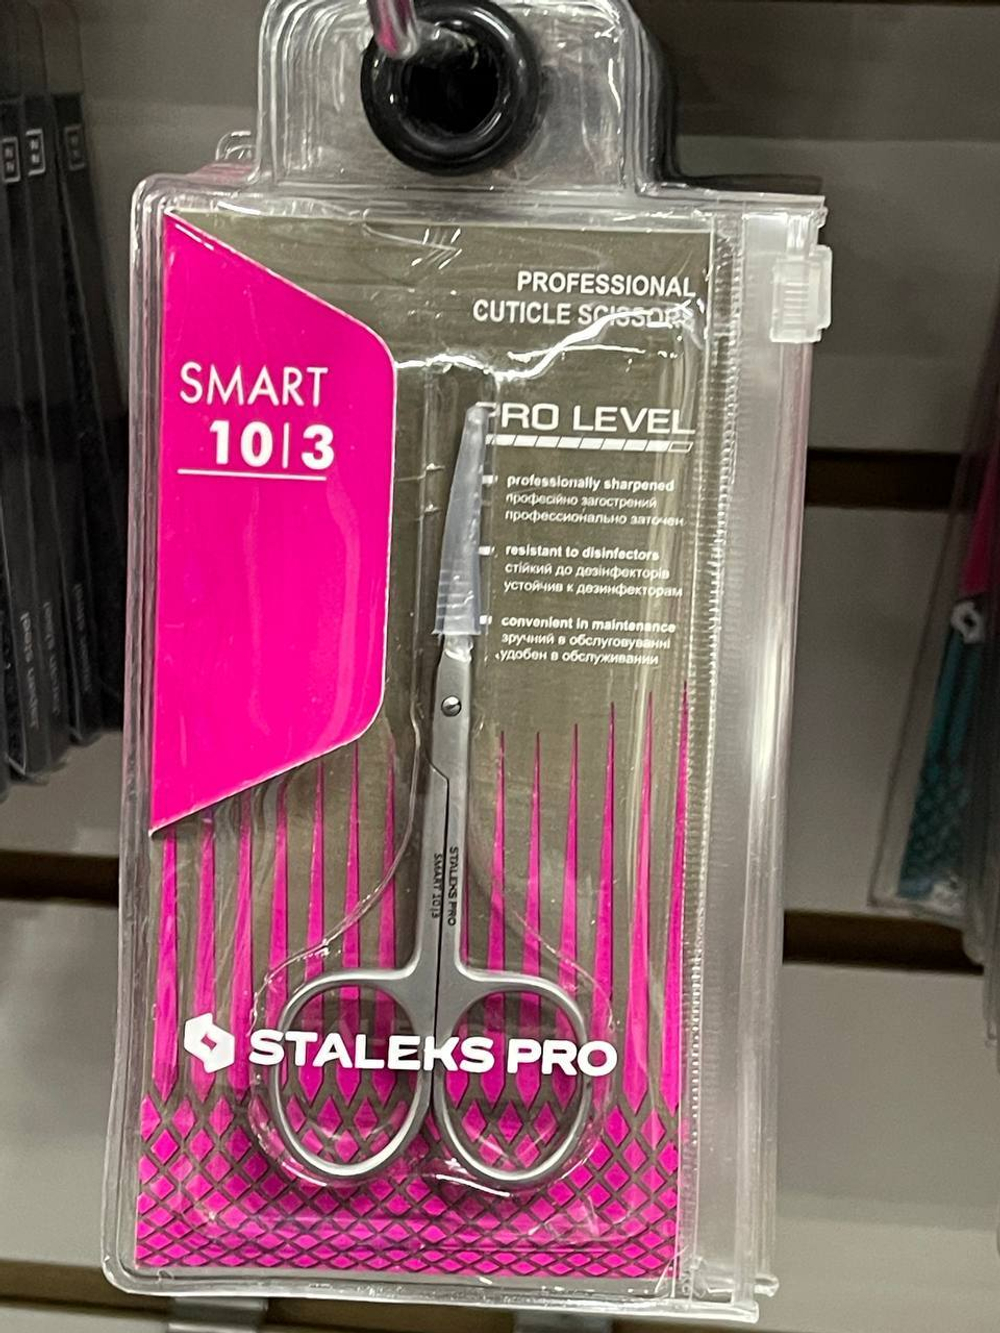 PROFESSIONAL
CUTICLE SCISSORS
SMART
10|3
PRO LEVEL
professionally sharpened
професійно загострений
профессионально заточен
resistant to disinfectors
стійкий до дезінфекторів
устойчив к дезинфекторам
convenient in maintenance
зручний в обслуговуванні
удобен в обслуживании
STALEKS PRO
SMART 10|3
STALEKS PRO